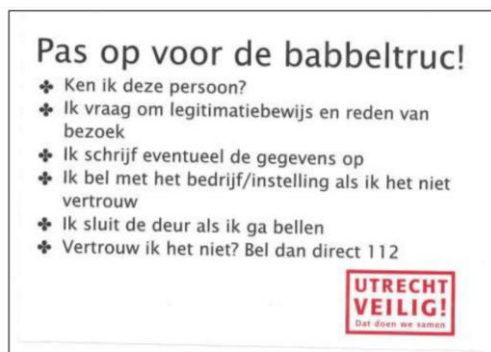 Pas op voor de babbeltruc!
✤ Ken ik deze persoon?
✤ Ik vraag om legitimatiebewijs en reden van
bezoek
✤ Ik schrijf eventueel de gegevens op
✤ Ik bel met het bedrijf/instelling als ik het niet
vertrouw
✤ Ik sluit de deur als ik ga bellen
✤ Vertrouw ik het niet? Bel dan direct 112
UTRECHT
VEILIG!
Dat doen we samen